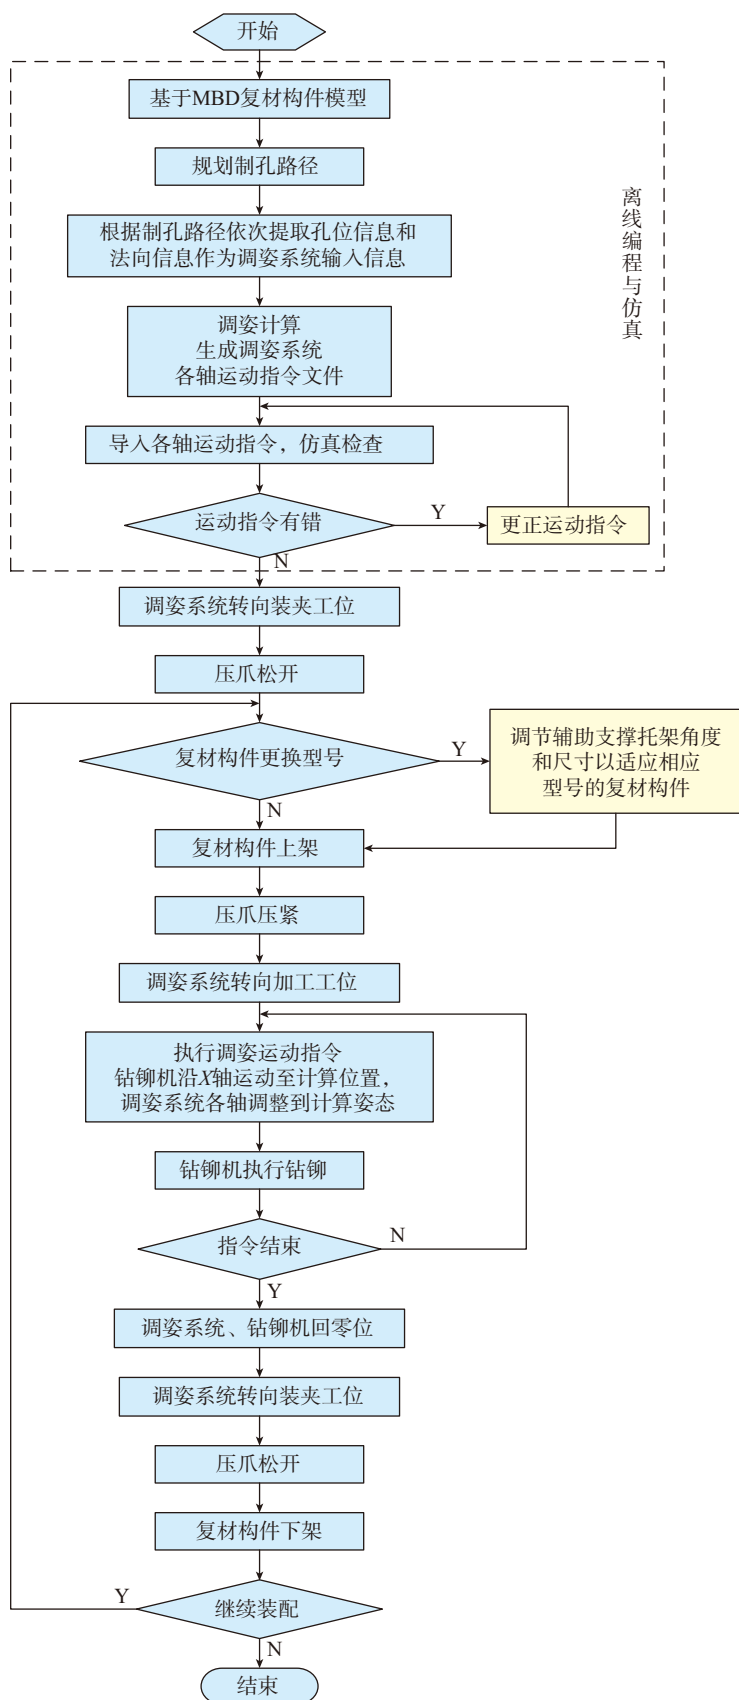 开始
基于MBD复材构件模型
规划制孔路径
根据制孔路径依次提取孔位信息和
法向信息作为调姿系统输入信息
调姿计算
生成调姿系统
各轴运动指令文件
导入各轴运动指令，仿真检查
运动指令有错
Y
更正运动指令
N
离线编程与仿真
调姿系统转向装夹工位
压爪松开
复材构件更换型号
Y
调节辅助支撑托架角度
和尺寸以适应相应
型号的复材构件
N
复材构件上架
压爪压紧
调姿系统转向加工工位
执行调姿运动指令
钻铆机沿X轴运动至计算位置，
调姿系统各轴调整到计算姿态
钻铆机执行钻铆
指令结束
N
Y
调姿系统、钻铆机回零位
调姿系统转向装夹工位
压爪松开
复材构件下架
Y
继续装配
N
结束